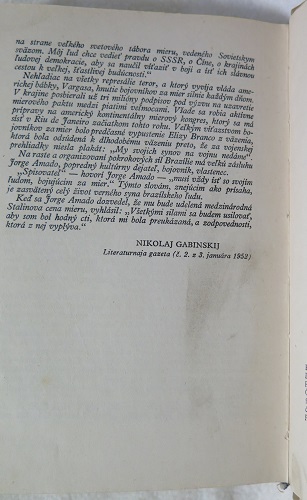 na strane veľkého svetového tábora mieru, vedeného Sovietskym
sväzom. Môj ľud chce vedieť pravdu o SSSR, o Číne, o krajinách
ľudovej demokracie, aby sa naučil víťaziť v boji a ísť ich slávnou
cestou k veľkej, šťastlivej budúcnosti."
Nehľadiac na všetky represálie teror, a ktorý vyvíja vláda ame-
rickej bábky, Vargasa, hnutie bojovníkov za mier silnie každým dňom.
V krajine posbierali už tri milióny podpisov pod výzvu na uzavretie
mierového paktu medzi piatimi veľmocami. Vlade sa robia aktívne
prípravy na americký kontinentálny mierový kongres, ktorý sa má
sísť v Riu de Janeiro začiatkom tohto roku. Veľkým víťazstvom bo-
jovníkov za mier bolo predčasné vypustenie Elizy Branco z väzenia,
ktorá bola odsúdená k dlhodobému väzeniu preto, že za vojenskej
prehliadky niesla plakát: „My svojich synov na vojnu nedáme".
Na raste a organizovaní pokrokových síl Brazílie má veľkú zásluhu
Jorge Amado, popredný kultúrny dejateľ, bojovník, vlastenec.
„Spisovateľ" — hovorí Jorge Amado — „musí vždy ísť so svojím
ľudom, bojujúcim za mier." Týmto slovám, znejúcim ako prísaha,
je zasvätený celý život verného syna brazílskeho ľudu.
Keď sa Jorge Amado dozvedel, že mu bude udelená medzinárodná
Stalinova cena mieru, vyhlásil: „Všetkými silami sa budem usilovať,
aby som bol hodný cti, ktorá mi bola preukázaná, a zodpovednosti,
ktorá z nej vyplýva."
NIKOLAJ GABINSKIJ
Literaturnaja gazeta (č. 2. z 3. januára 1952)